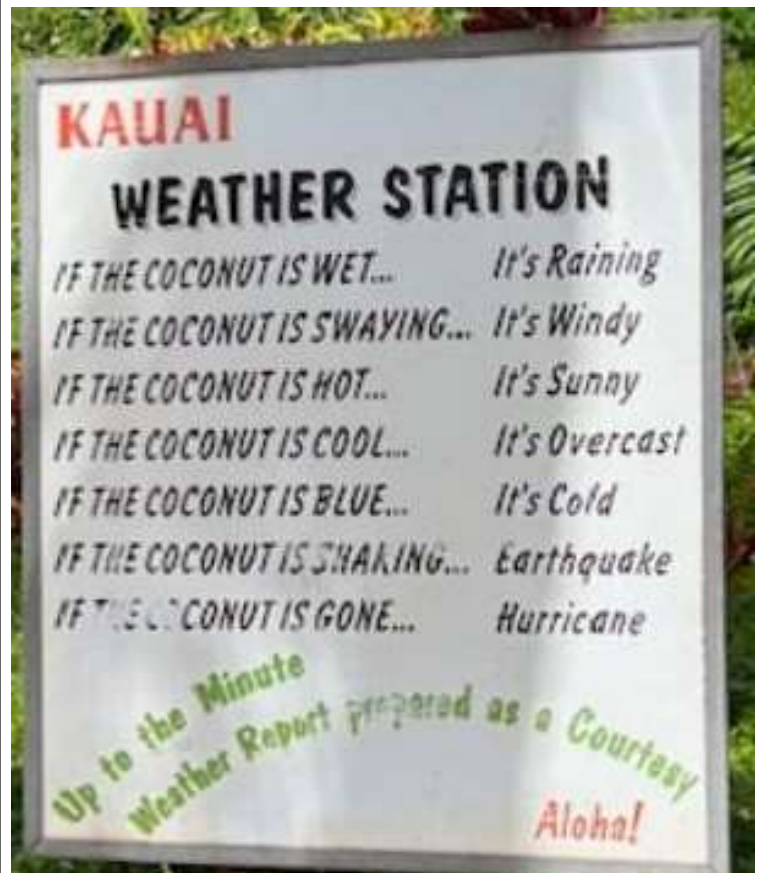 KAUAI
WEATHER STATION
IF THE COCONUT IS WET... It's Raining
IF THE COCONUT IS SWAYING... It's Windy
IF THE COCONUT IS HOT... It's Sunny
IF THE COCONUT IS COOL... It's Overcast
IF THE COCONUT IS BLUE... It's Cold
IF THE COCONUT IS SHAKING... Earthquake
IF THE COCONUT IS GONE... Hurricane
Up to the Minute
Weather Report prepared as a Courtesy
Aloha!